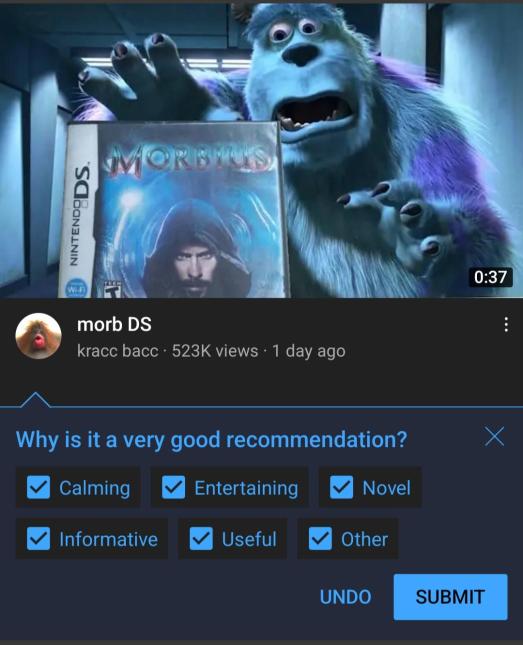 MORBIUS
NINTENDO DS
Wi-Fi
TEEN
T
0:37
morb DS
kracc bacc · 523K views · 1 day ago
Why is it a very good recommendation?
Calming Entertaining Novel
Informative Useful Other
UNDO SUBMIT